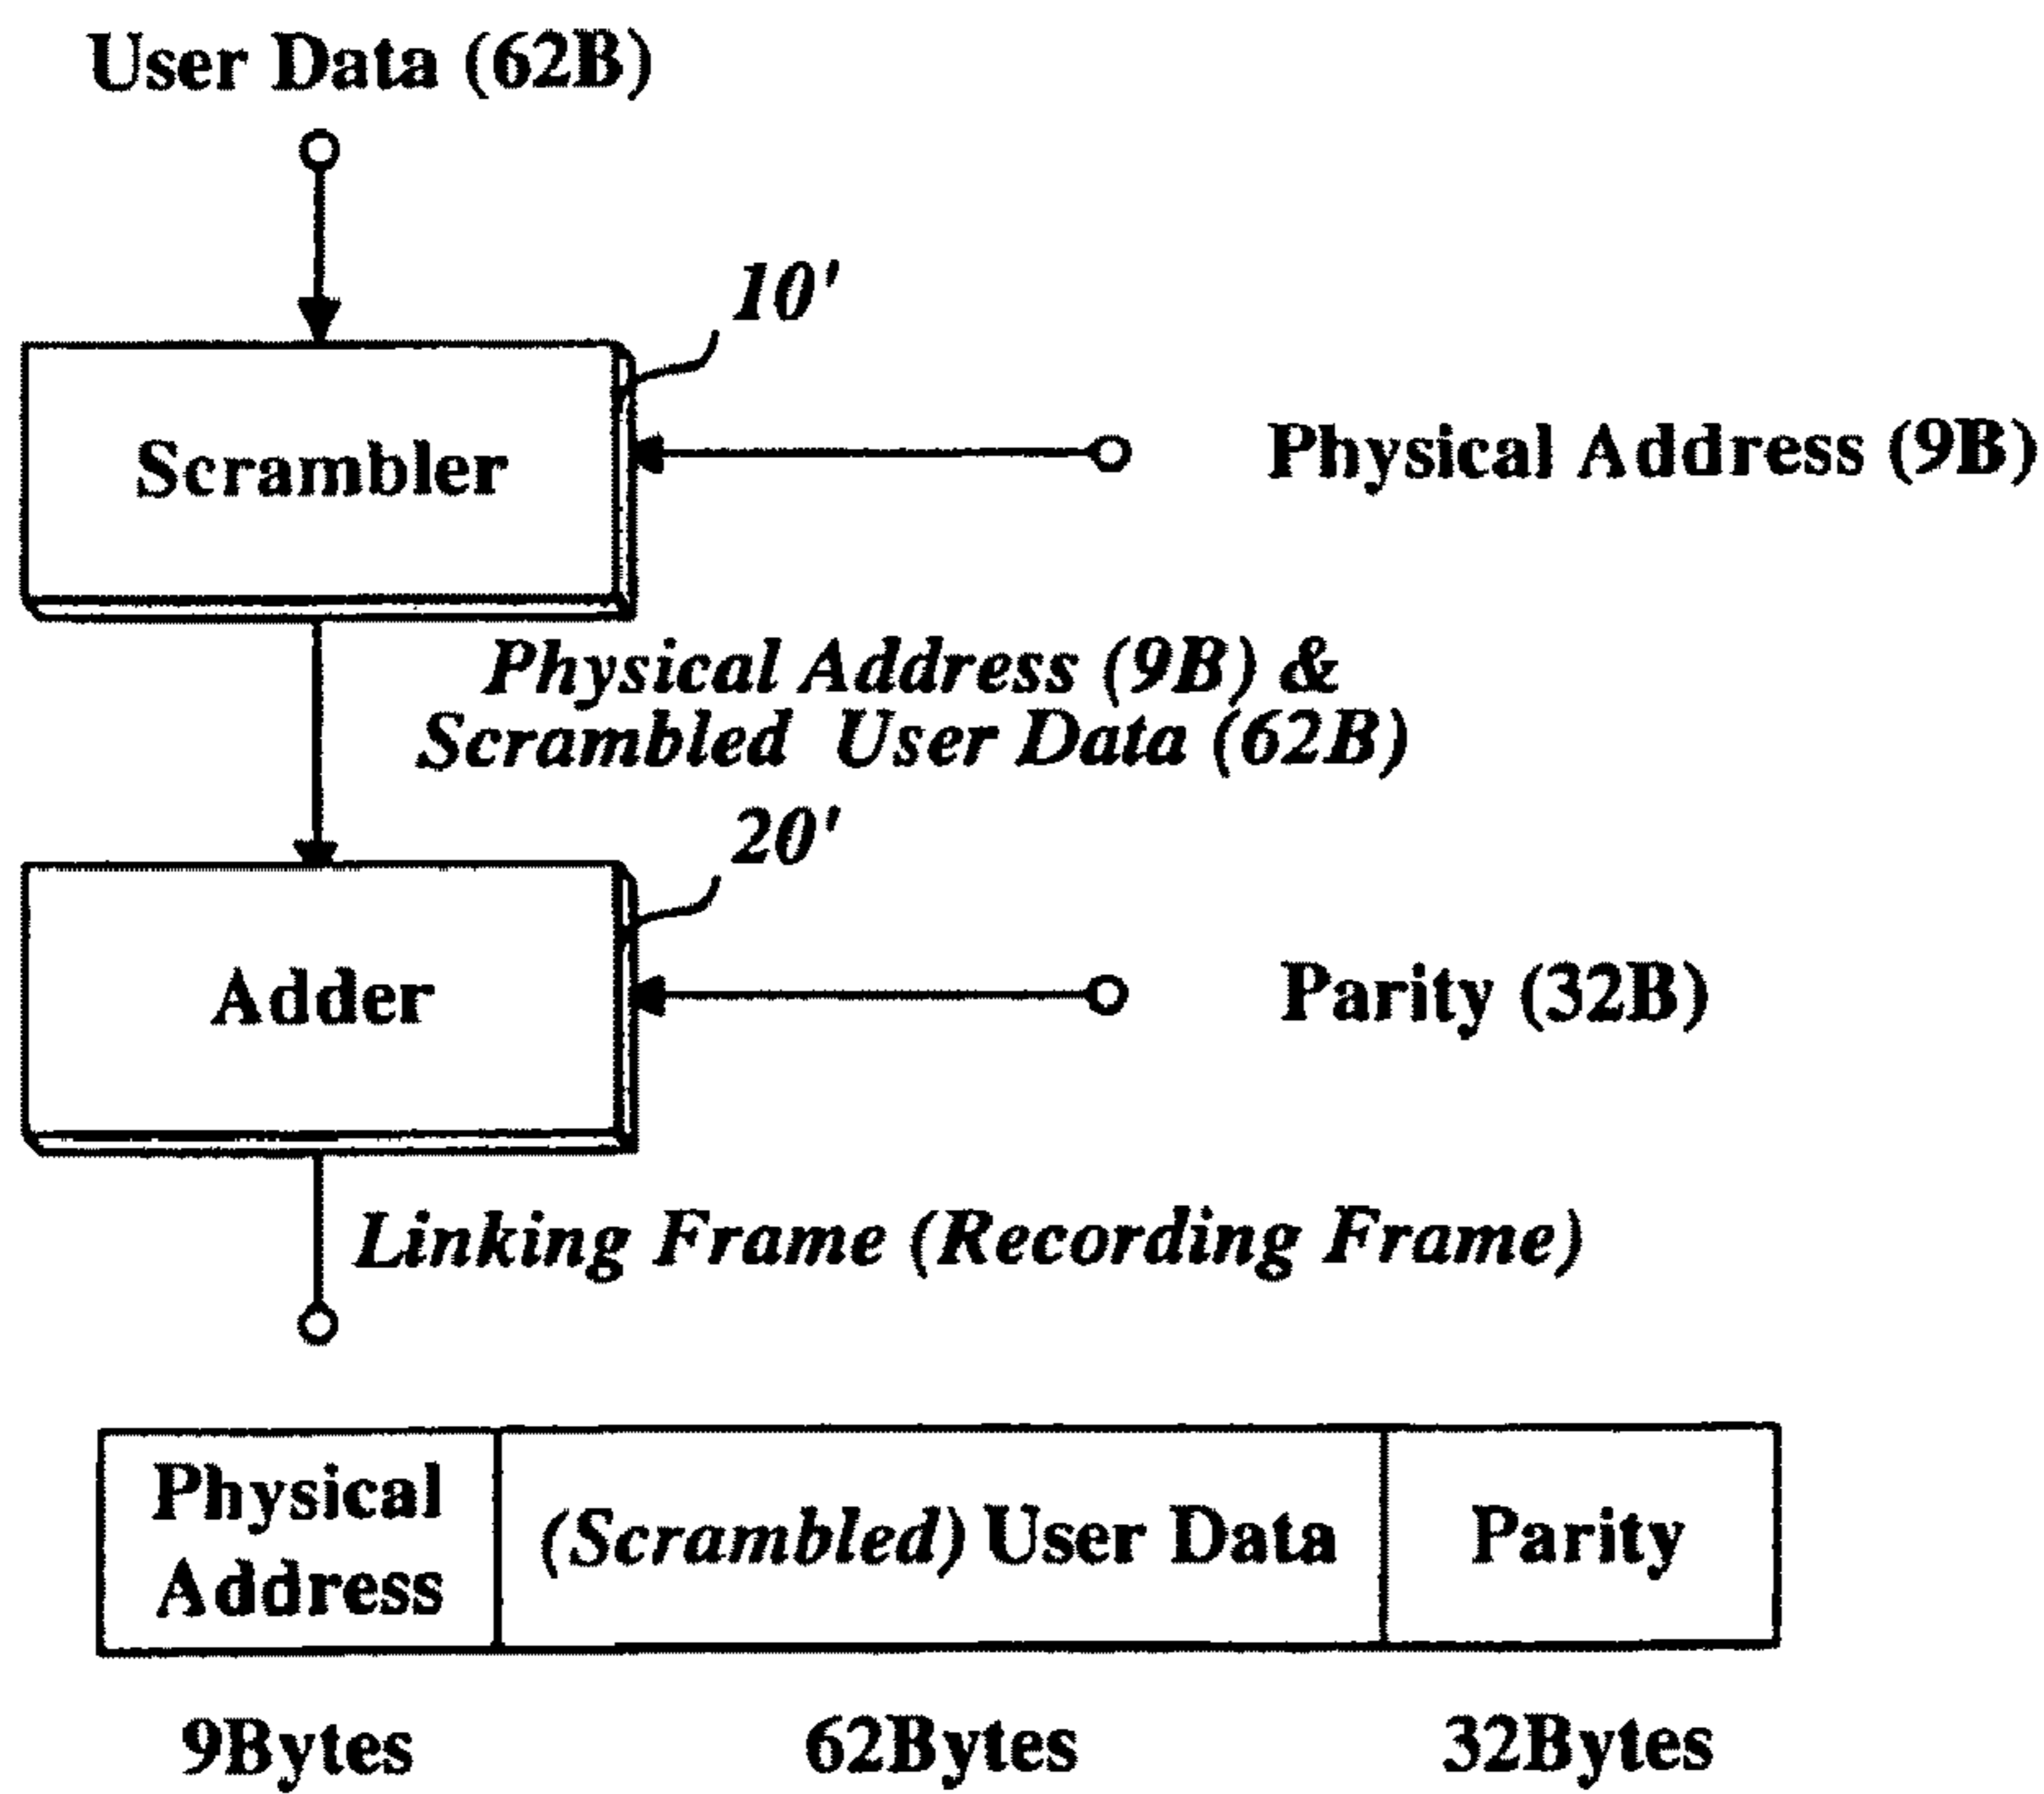 User Data (62B)
10'
Scrambler
Physical Address (9B)
Physical Address (9B) &
Scrambled User Data (62B)
20'
Adder
Parity (32B)
Linking Frame (Recording Frame)
Physical
Address
(Scrambled) User Data
Parity
9Bytes
62Bytes
32Bytes